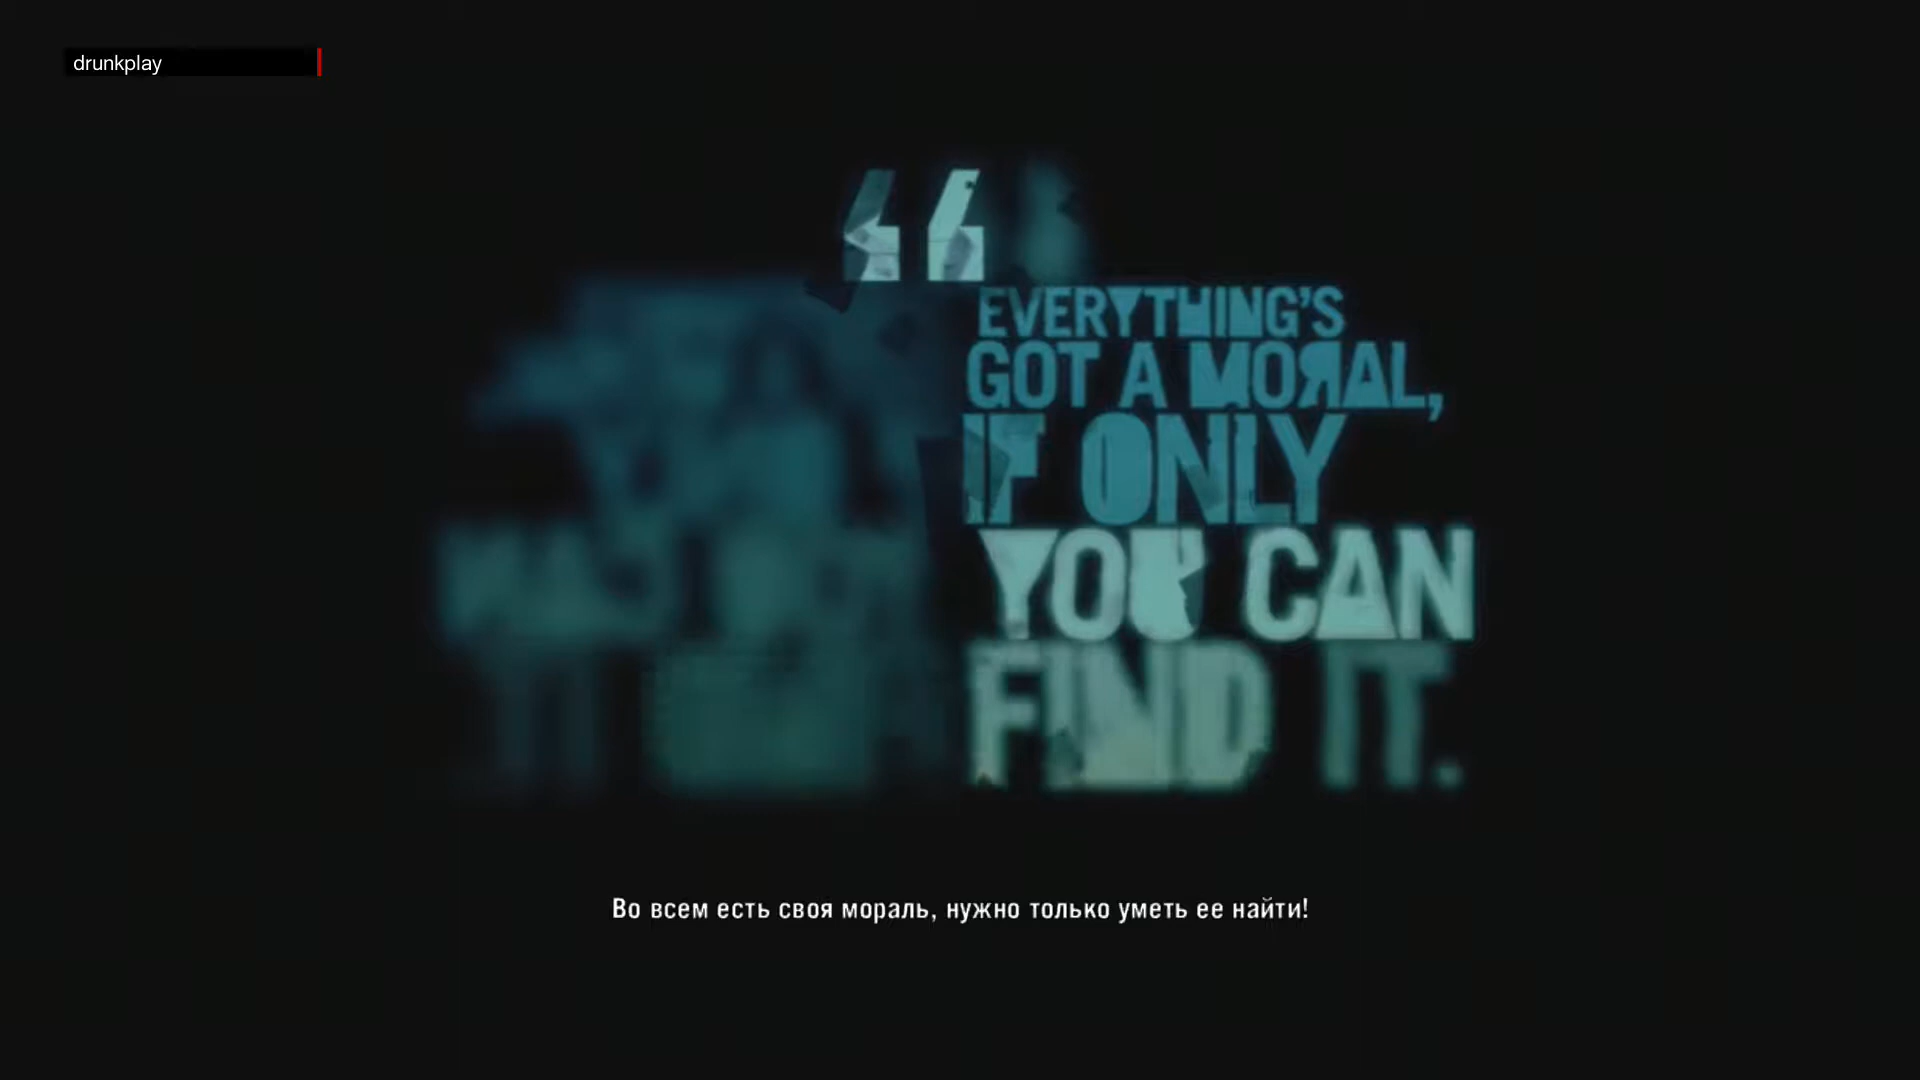 drunkplay
“
EVERYTHING’S
GOT A MORAL,
IF ONLY
YOU CAN
FIND IT.
Во всем есть своя мораль, нужно только уметь ее найти!